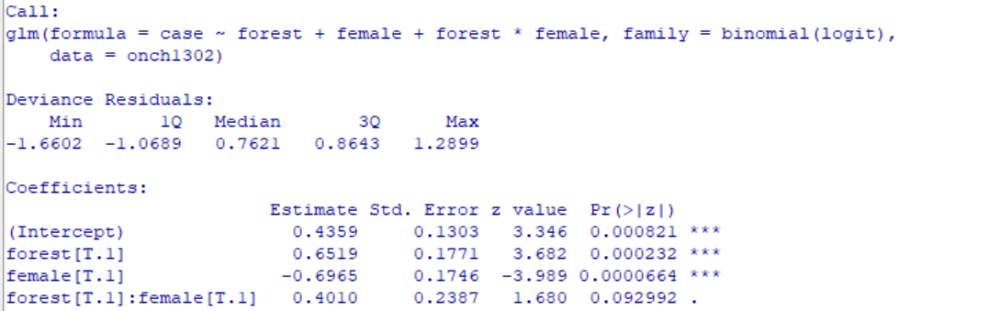 Call:
glm(formula = case ~ forest + female + forest * female, family = binomial(logit),
    data = onch1302)
Deviance Residuals:
    Min      1Q  Median      3Q     Max
-1.6602 -1.0689  0.7621  0.8643  1.2899
Coefficients:
                        Estimate Std. Error z value  Pr(>|z|)
(Intercept)               0.4359     0.1303   3.346  0.000821 ***
forest[T.1]               0.6519     0.1771   3.682  0.000232 ***
female[T.1]              -0.6965     0.1746  -3.989 0.0000664 ***
forest[T.1]:female[T.1]   0.4010     0.2387   1.680  0.092992 .